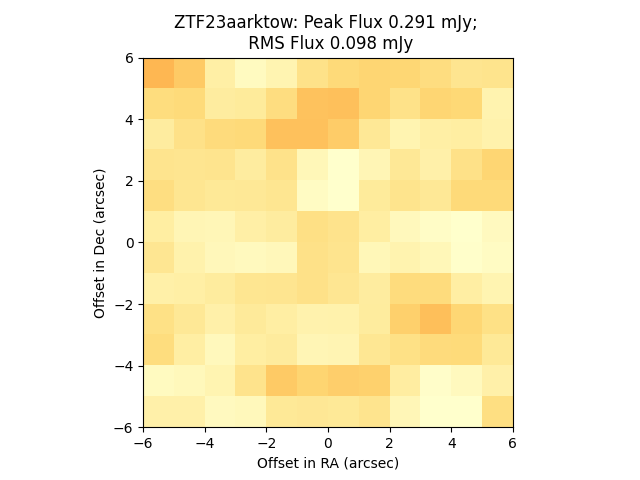 ZTF23aarktow: Peak Flux 0.291 mJy;
RMS Flux 0.098 mJy
6
4
2
0
−2
−4
−6
Offset in Dec (arcsec)
−6 −4 −2 0 2 4 6
Offset in RA (arcsec)